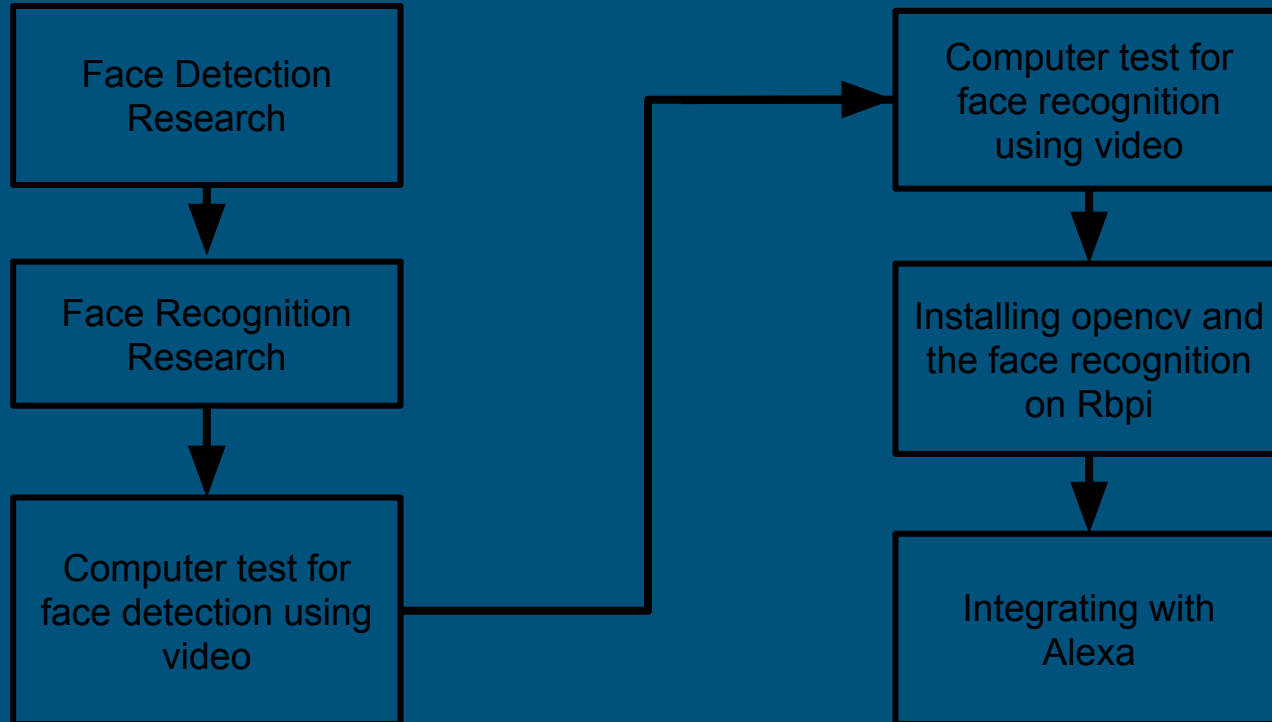 Face Detection
Research
Face Recognition
Research
Computer test for
face detection using
video
Computer test for
face recognition
using video
Installing opencv and
the face recognition
on Rbpi
Integrating with
Alexa